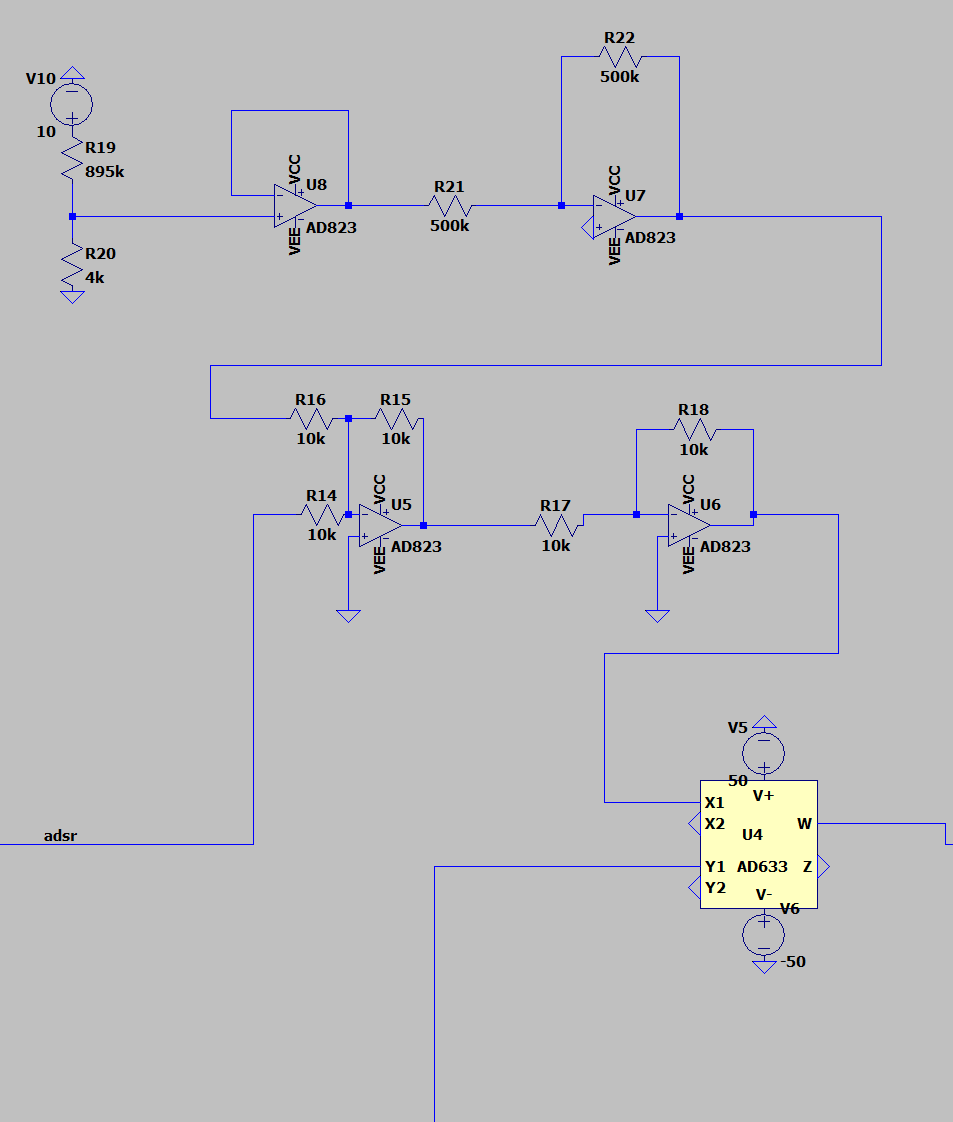 R22
500k
V10
10
R19
895k
VCC
U8
VEE
AD823
R21
500k
VCC
U7
VEE
AD823
R20
4k
R16
10k
R15
10k
R18
10k
R14
10k
VCC
U5
VEE
AD823
R17
10k
VCC
U6
VEE
AD823
V5
50
V+
X1
X2
W
U4
adsr
Y1
AD633
Z
Y2
V-
V6
-50